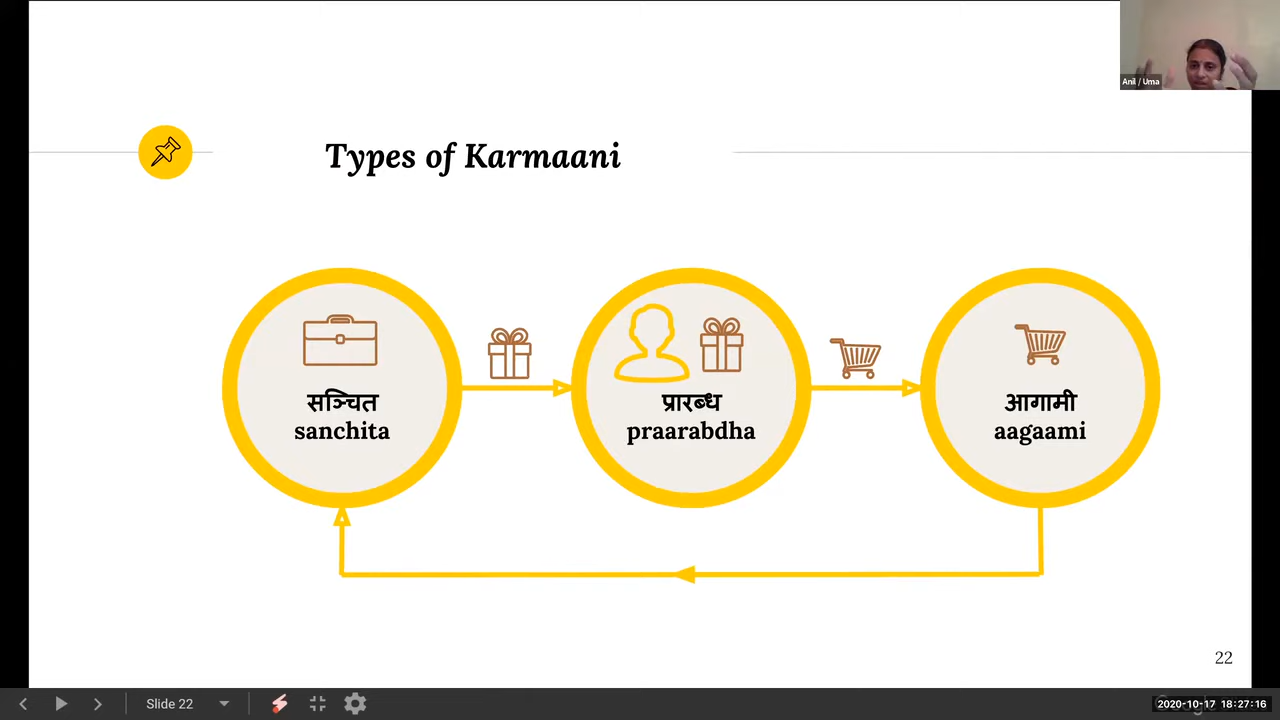 Anil / Uma
Types of Karmaani
सञ्चित
sanchita
प्रारब्ध
praarabdha
आगामी
aagaami
22
Slide 22
2020-10-17 18:27:16